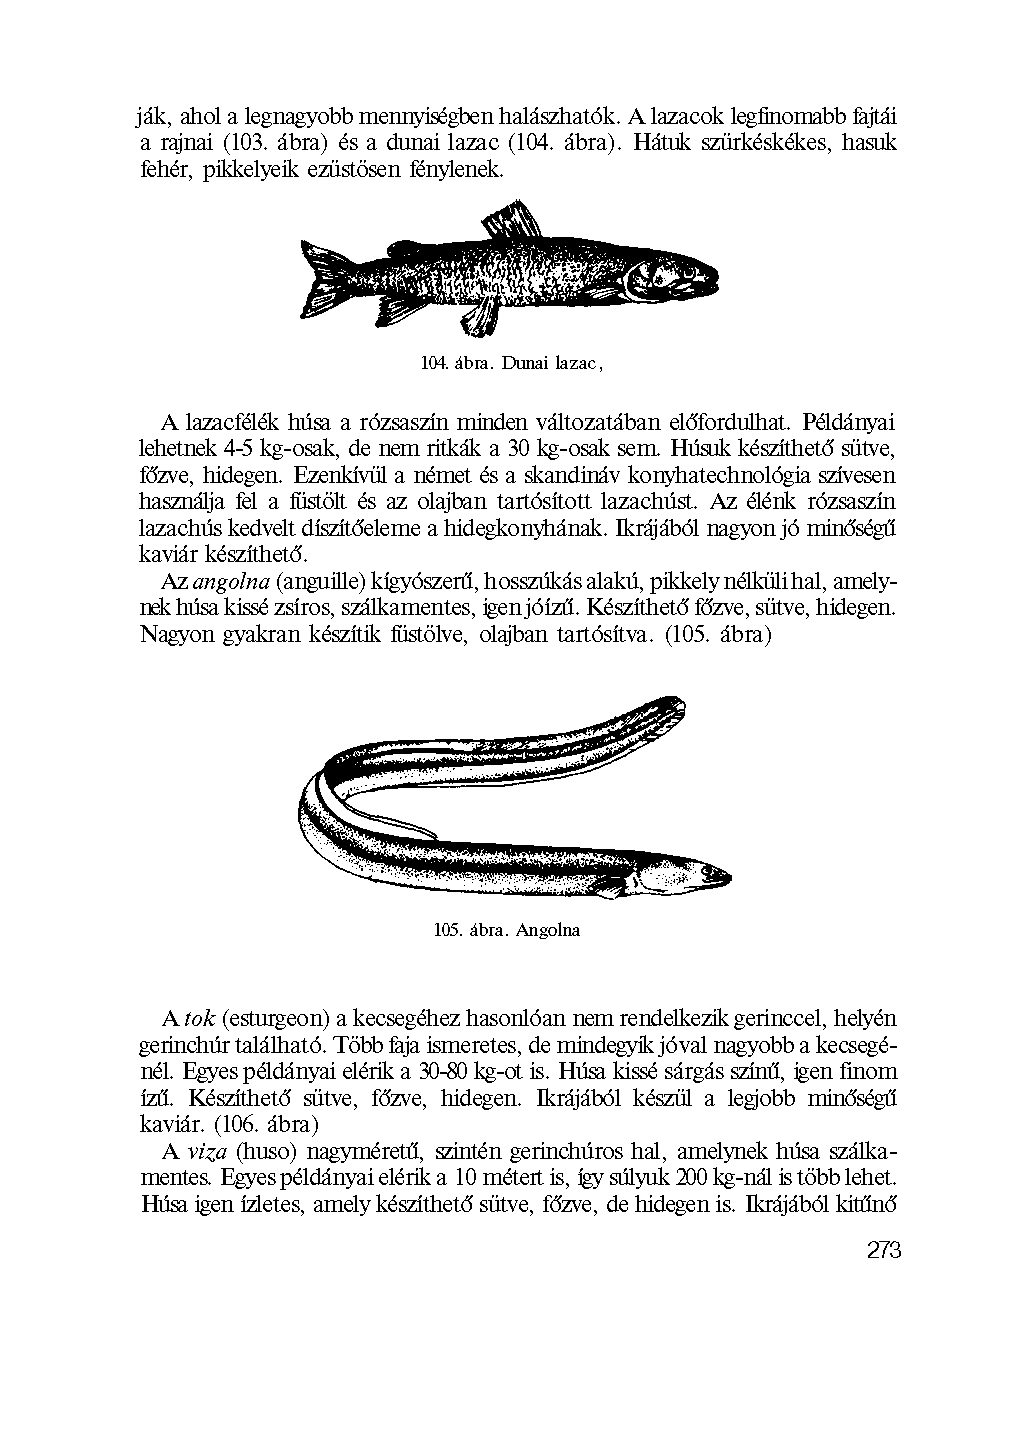 ják, ahol a legnagyobb mennyiségben halászhatók. A lazacok legfinomabb fajtái
a rajnai (103. ábra) és a dunai lazac (104. ábra). Hátuk szürkéskékes, hasuk
fehér, pikkelyeik ezüstösen fénylenek.
104. ábra. Dunai lazac,
A lazacfélék húsa a rózsaszín minden változatában előfordulhat. Példányai
lehetnek 4-5 kg-osak, de nem ritkák a 30 kg-osak sem. Húsuk készíthető sütve,
főzve, hidegen. Ezenkívül a német és a skandináv konyhatechnológia szívesen
használja fel a füstölt és az olajban tartósított lazachúst. Az élénk rózsaszín
lazachús kedvelt díszítőeleme a hidegkonyhának. Ikrájából nagyon jó minőségű
kaviár készíthető.
Az angolna (anguille) kígyószerű, hosszúkás alakú, pikkely nélküli hal, amely-
nek húsa kissé zsíros, szálkamentes, igen jóízű. Készíthető főzve, sütve, hidegen.
Nagyon gyakran készítik füstölve, olajban tartósítva. (105. ábra)
105. ábra. Angolna
A tok (esturgeon) a kecsegéhez hasonlóan nem rendelkezik gerinccel, helyén
gerinchúr található. Több faja ismeretes, de mindegyik jóval nagyobb a kecsegé-
nél. Egyes példányai elérik a 30-80 kg-ot is. Húsa kissé sárgás színű, igen finom
ízű. Készíthető sütve, főzve, hidegen. Ikrájából készül a legjobb minőségű
kaviár. (106. ábra)
A viza (huso) nagyméretű, szintén gerinchúros hal, amelynek húsa szálka-
mentes. Egyes példányai elérik a 10 métert is, így súlyuk 200 kg-nál is több lehet.
Húsa igen ízletes, amely készíthető sütve, főzve, de hidegen is. Ikrájából kitűnő
273